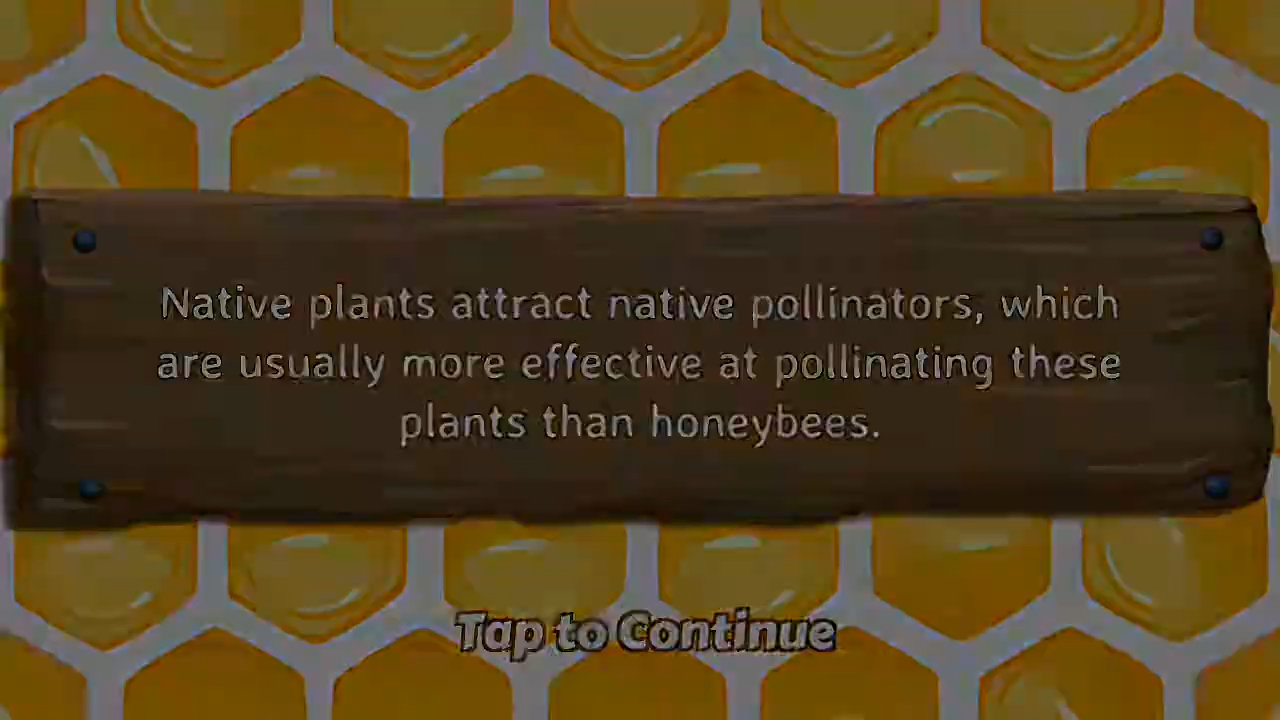 Native plants attract native pollinators, which
are usually more effective at pollinating these
plants than honeybees.
Tap to Continue